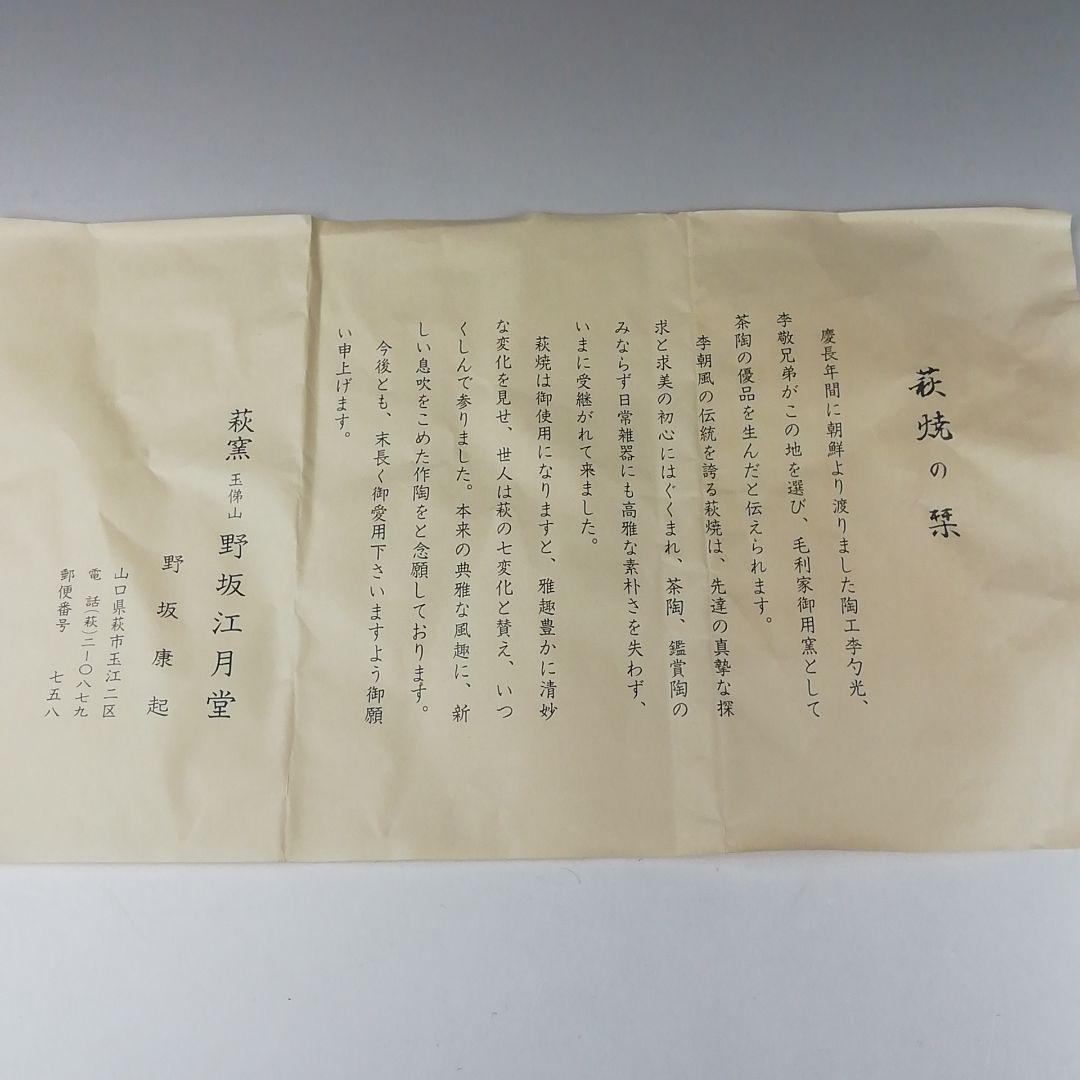 萩焼の栞
慶長年間に朝鮮より渡りました陶工李勺光、
李敬兄弟がこの地を選び、毛利家御用窯として
茶陶の優品を生んだと伝えられます。
李朝風の伝統を誇る萩焼は、先達の真摯な探
求と求美の初心にはぐくまれ、茶陶、鑑賞陶の
みならず日常雑器にも高雅な素朴さを失わず、
いまに受継がれて来ました。
萩焼は御使用になりますと、雅趣豊かに清妙
な変化を見せ、世人は萩の七変化と賛え、いつ
くしんで参りました。本来の典雅な風趣に、新
しい息吹をこめた作陶をと念願しております。
今後とも、末長く御愛用下さいますよう御願
い申上げます。
萩窯 玉俤山 野坂江月堂
野坂康起
山口県萩市玉江二区
電話(萩)二ー〇八七九
郵便番号 七五八